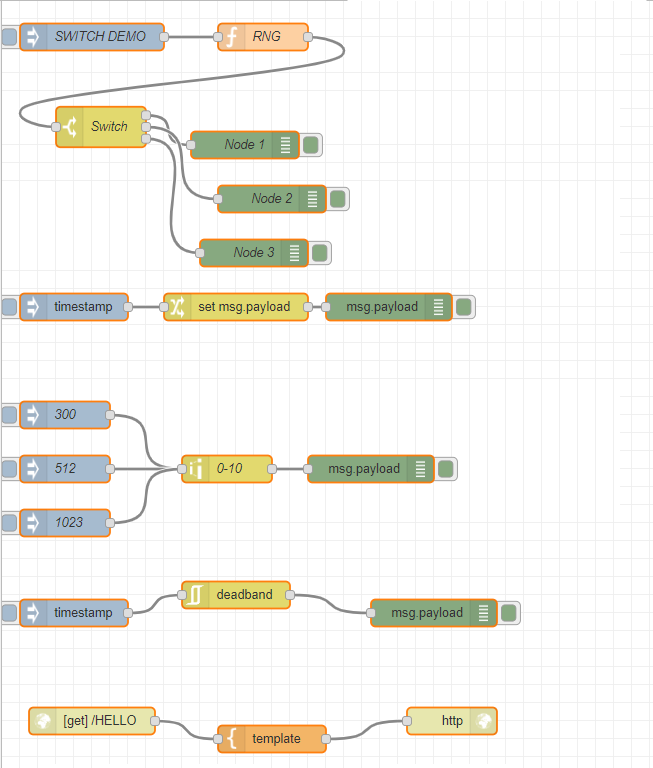 SWITCH DEMO
RNG
Switch
Node 1
Node 2
Node 3
timestamp
set msg.payload
msg.payload
300
512
0-10
msg.payload
1023
deadband
timestamp
msg.payload
[get] /HELLO
http
template